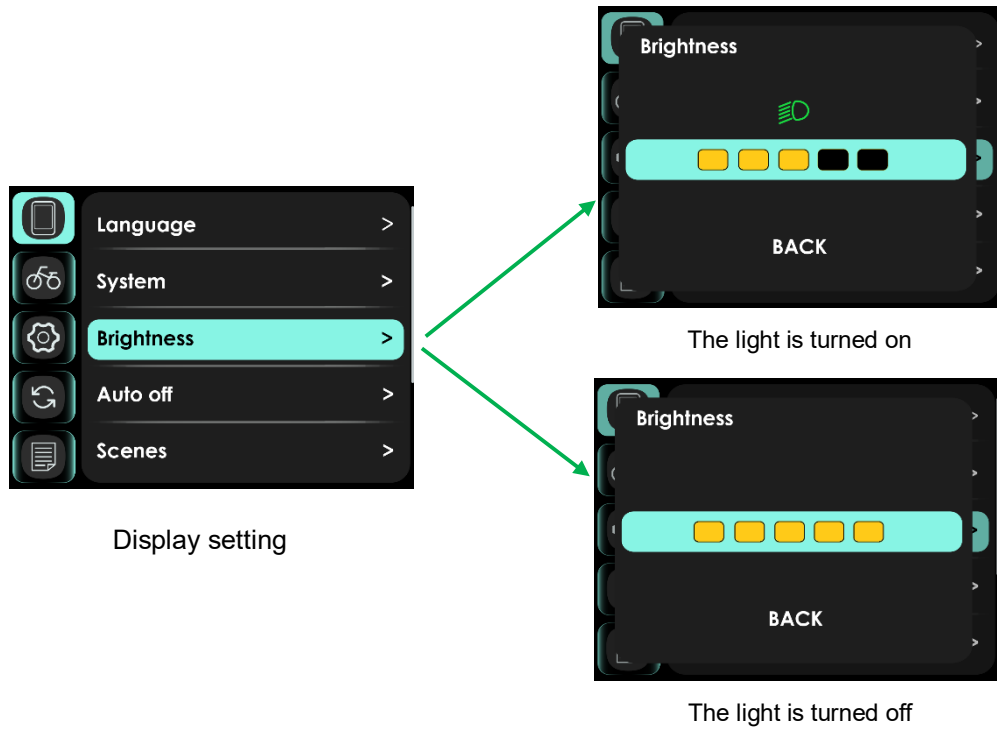 Language >
System >
Brightness >
Auto off >
Scenes >
Display setting
Brightness
BACK
The light is turned on
Brightness
BACK
The light is turned off